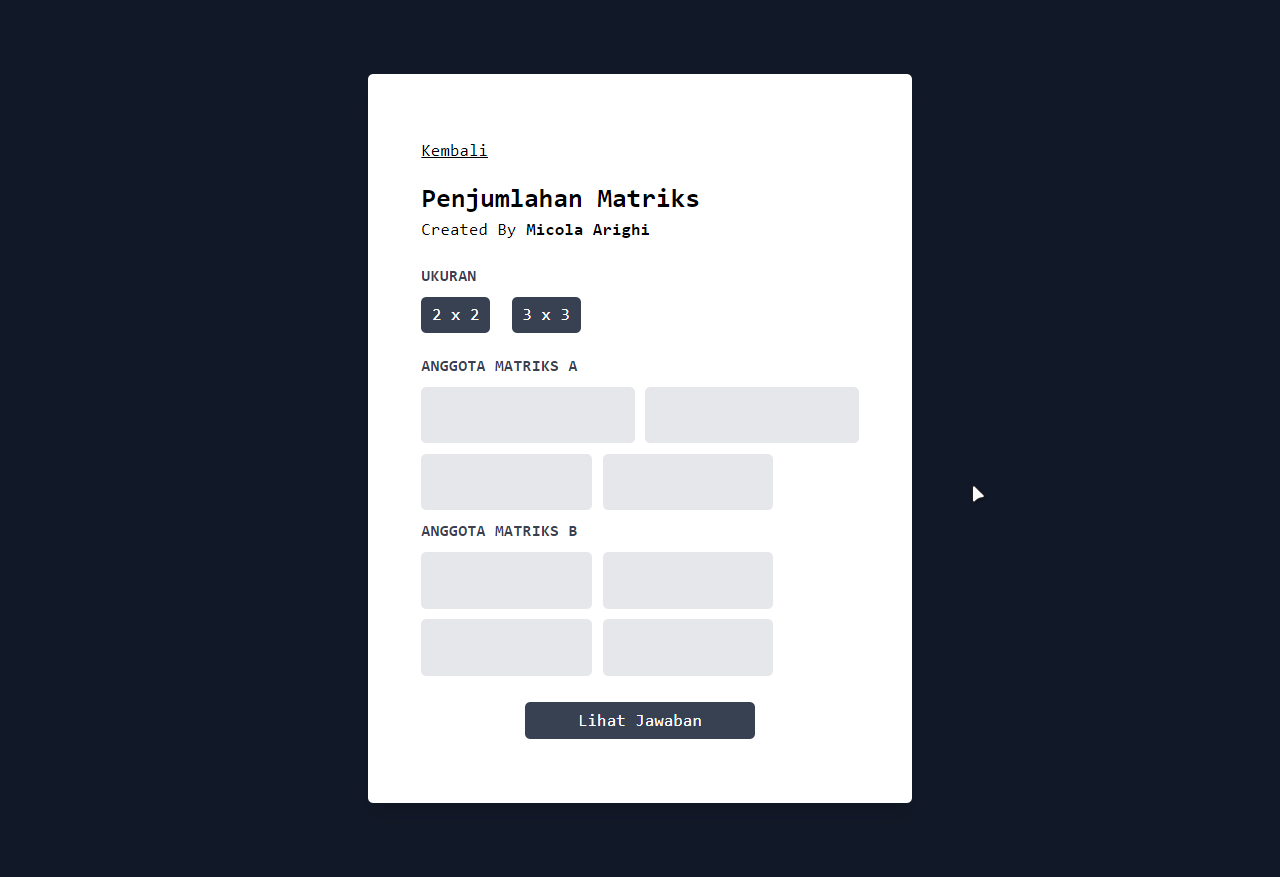 Kembali
Penjumlahan Matriks
Created By Micola Arighi
UKURAN
2 x 2 3 x 3
ANGGOTA MATRIKS A
ANGGOTA MATRIKS B
Lihat Jawaban